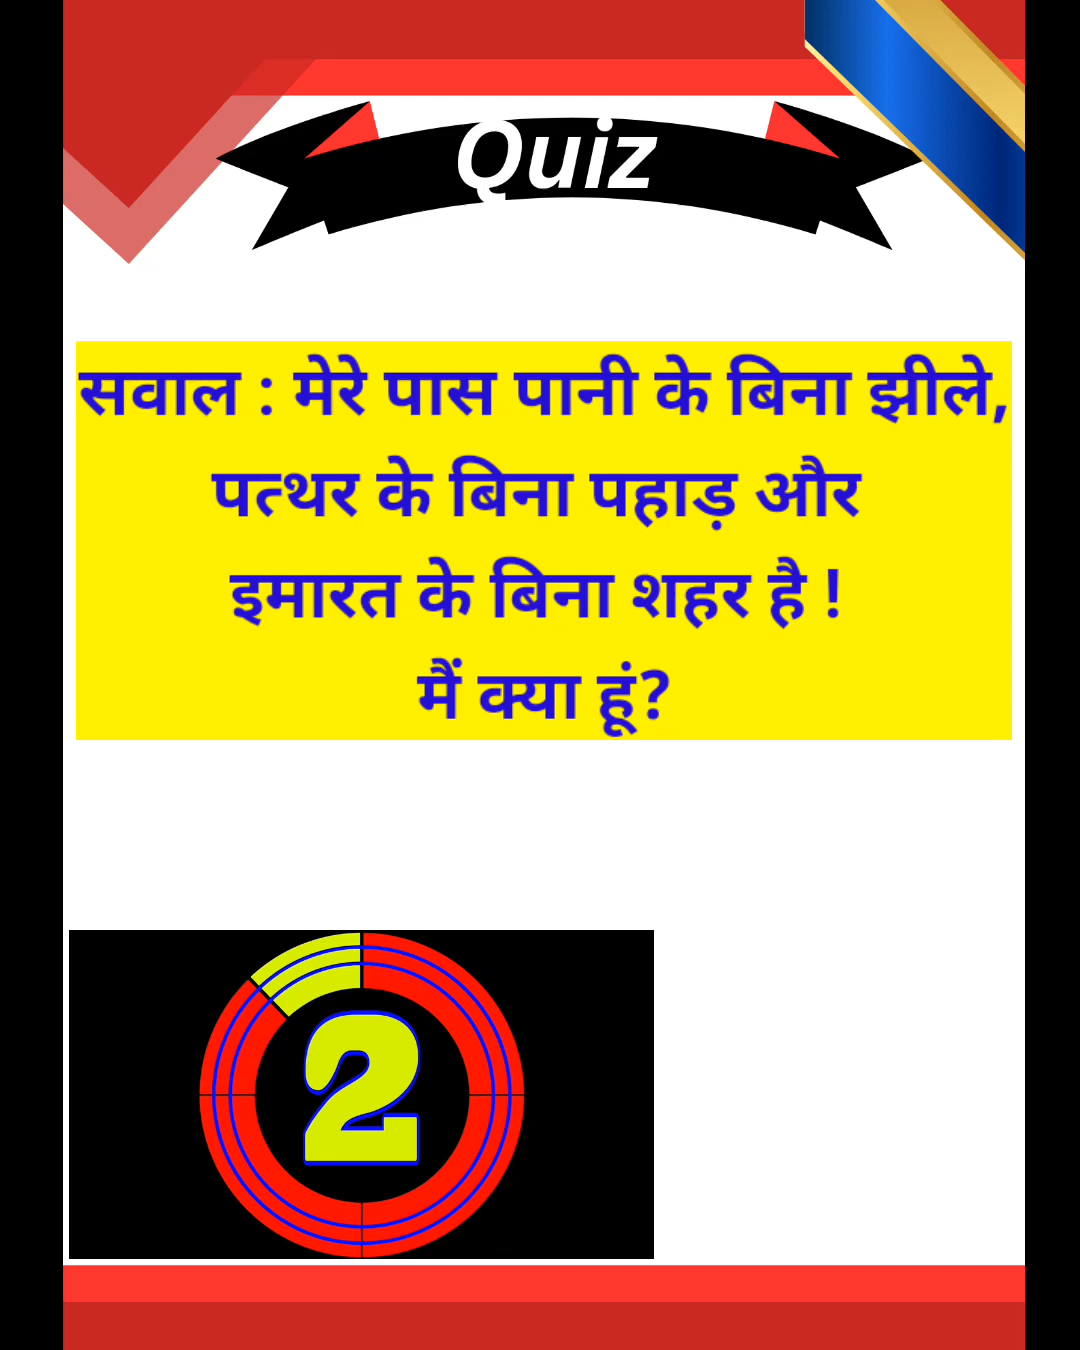 Quiz
सवाल : मेरे पास पानी के बिना झीले,
पत्थर के बिना पहाड़ और
इमारत के बिना शहर है !
मैं क्या हूं?
2